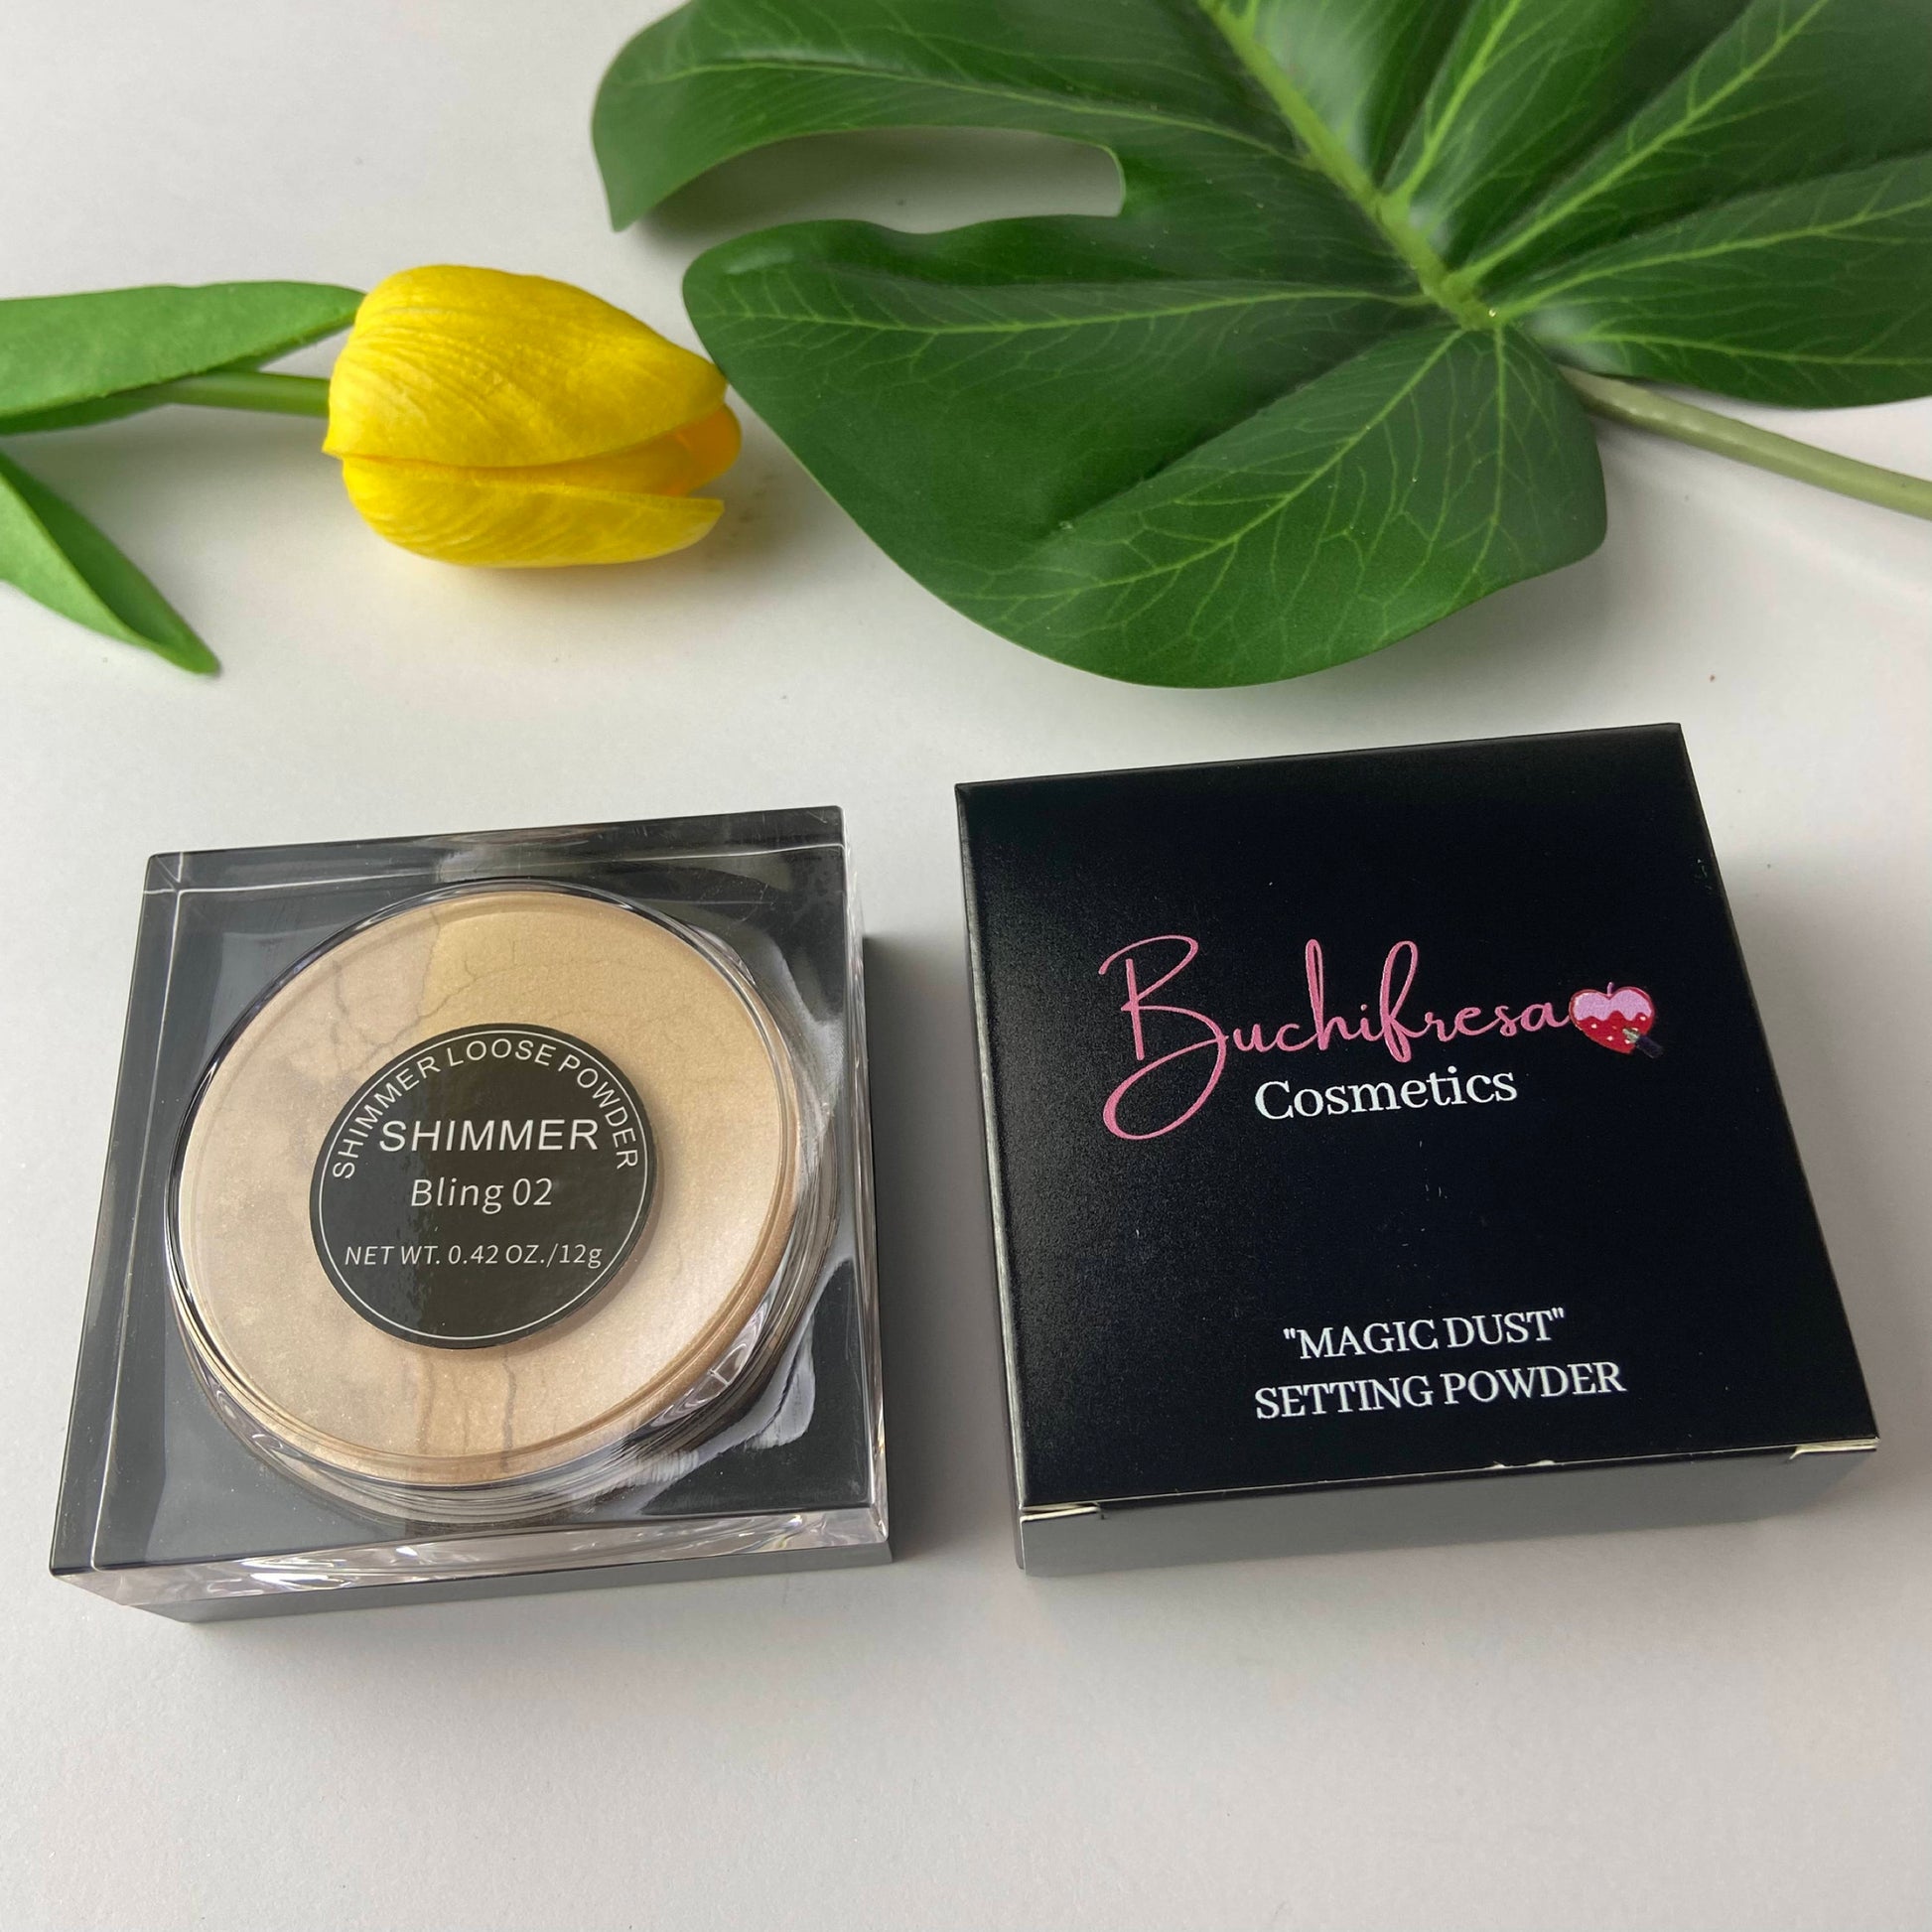 SHIMMER LOOSE POWDER
SHIMMER
Bling 02
NET WT. 0.42 OZ./12g
Buchifresa
Cosmetics
"MAGIC DUST"
SETTING POWDER